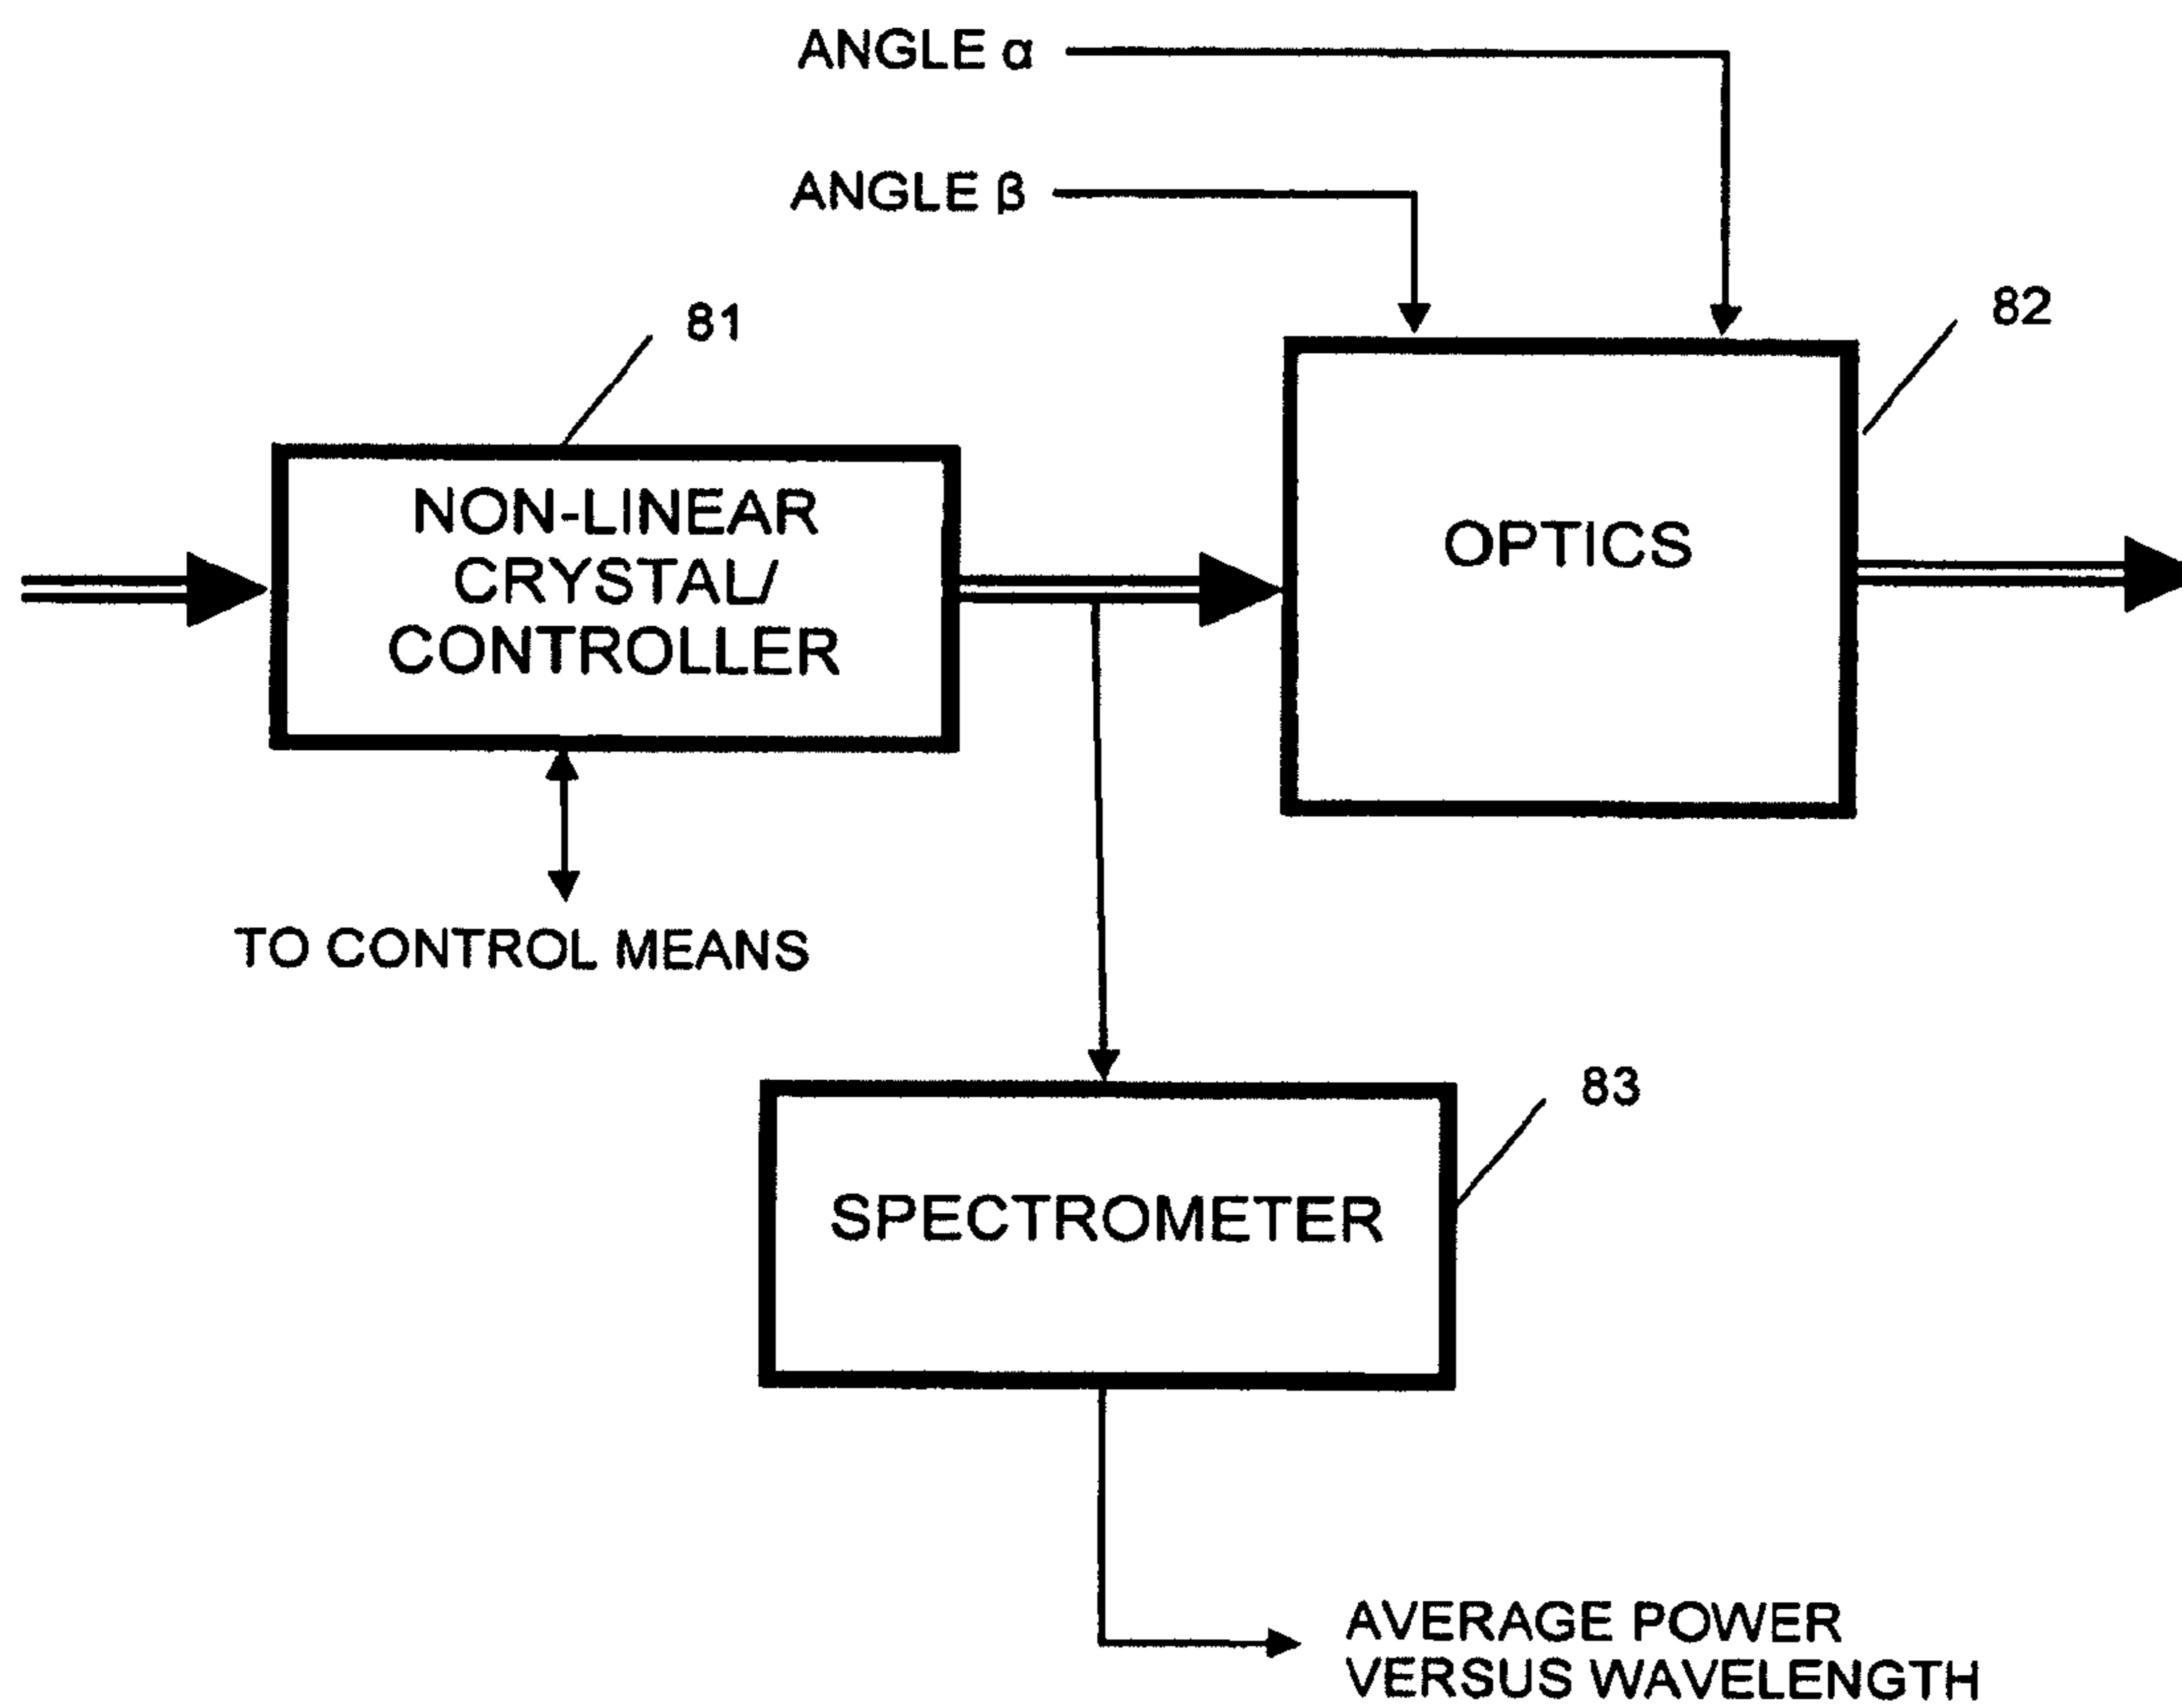 ANGLE α
ANGLE β
81
82
NON-LINEAR
CRYSTAL/
CONTROLLER
OPTICS
TO CONTROL MEANS
83
SPECTROMETER
AVERAGE POWER
VERSUS WAVELENGTH